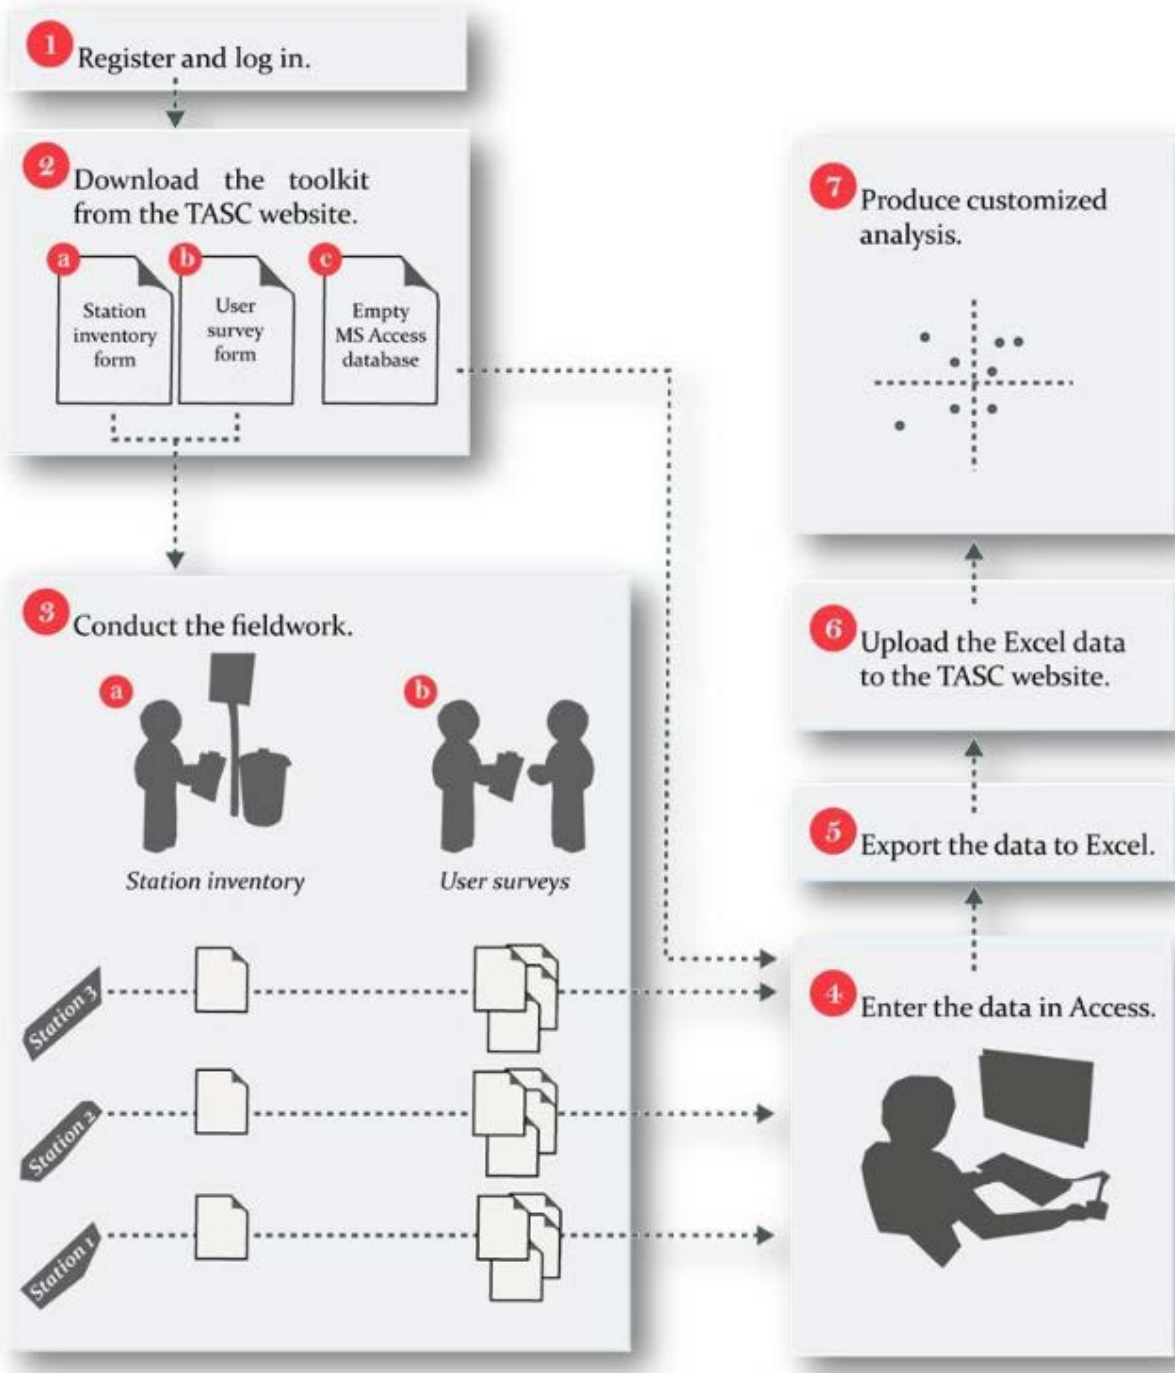 1
Register and log in.
2
Download the toolkit
from the TASC website.
a
Station
inventory
form
b
User
survey
form
c
Empty
MS Access
database
3
Conduct the fieldwork.
a
Station inventory
b
User surveys
Station 3
Station 2
Station 1
4
Enter the data in Access.
5
Export the data to Excel.
6
Upload the Excel data
to the TASC website.
7
Produce customized
analysis.